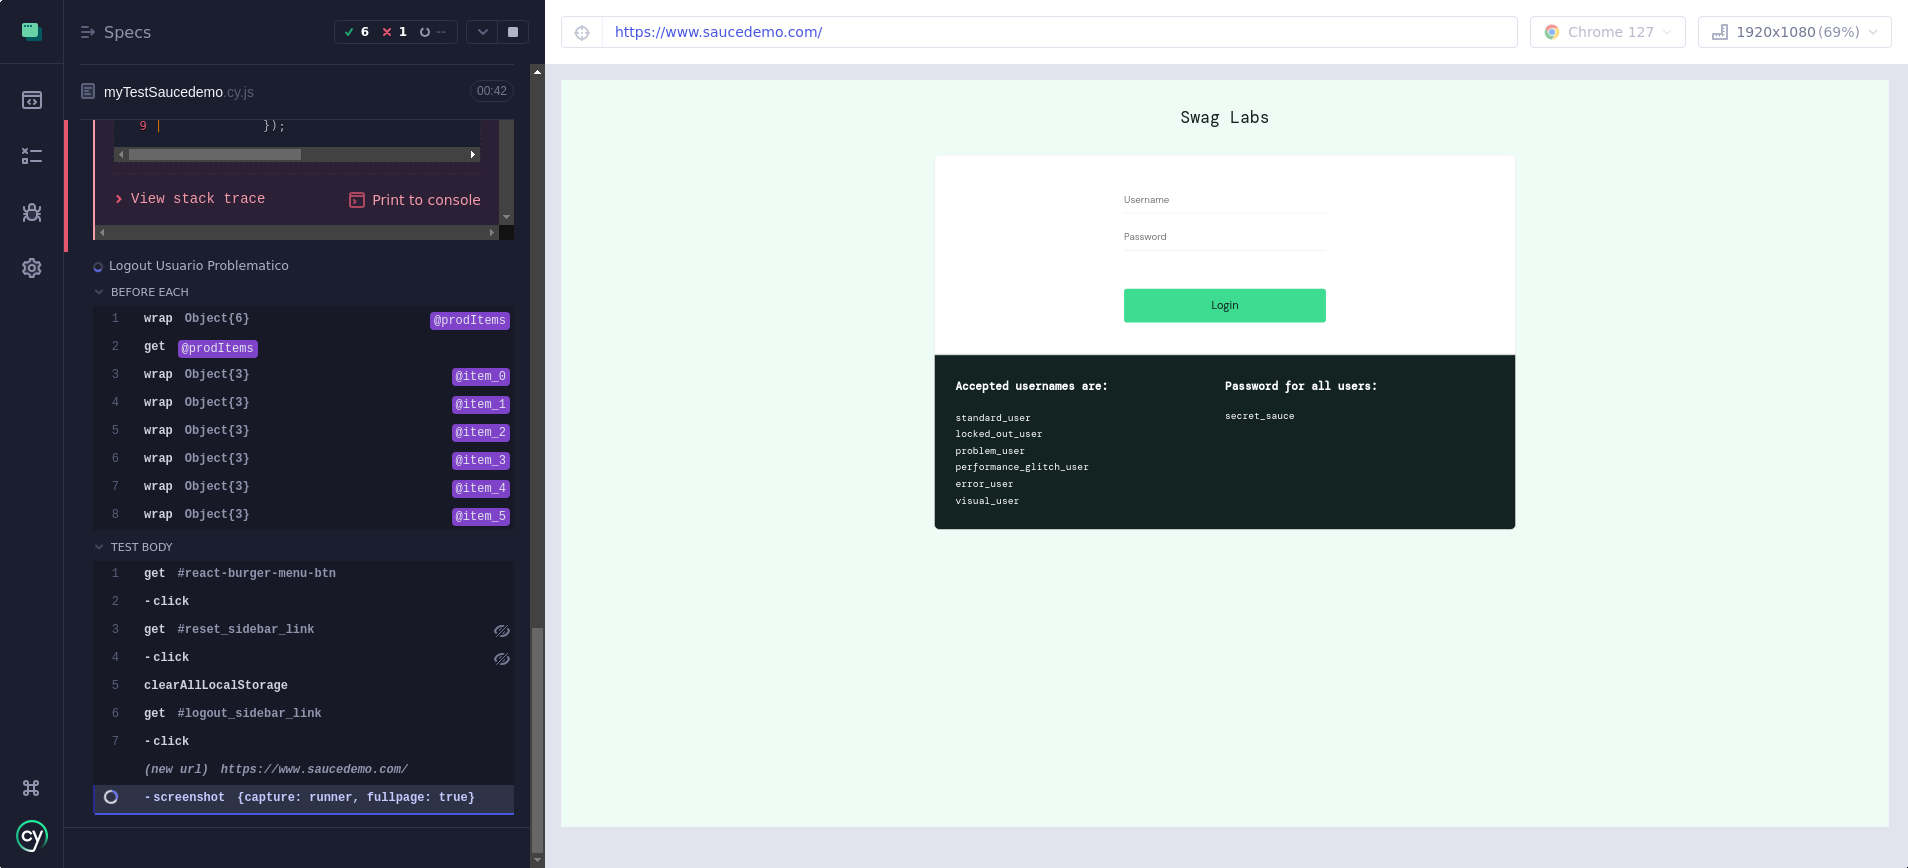 Specs
6 1 --
myTestSaucedemo.cy.js
00:42
9 | });
View stack trace
Print to console
Logout Usuario Problematico
BEFORE EACH
1 wrap Object{6} @prodItems
2 get @prodItems
3 wrap Object{3} @item_0
4 wrap Object{3} @item_1
5 wrap Object{3} @item_2
6 wrap Object{3} @item_3
7 wrap Object{3} @item_4
8 wrap Object{3} @item_5
TEST BODY
1 get #react-burger-menu-btn
2 -click
3 get #reset_sidebar_link
4 -click
5 clearAllLocalStorage
6 get #logout_sidebar_link
7 -click
(new url) https://www.saucedemo.com/
-screenshot {capture: runner, fullpage: true}
cy
https://www.saucedemo.com/
Chrome 127
1920x1080 (69%)
Swag Labs
Username
Password
Login
Accepted usernames are:
standard_user
locked_out_user
problem_user
performance_glitch_user
error_user
visual_user
Password for all users:
secret_sauce